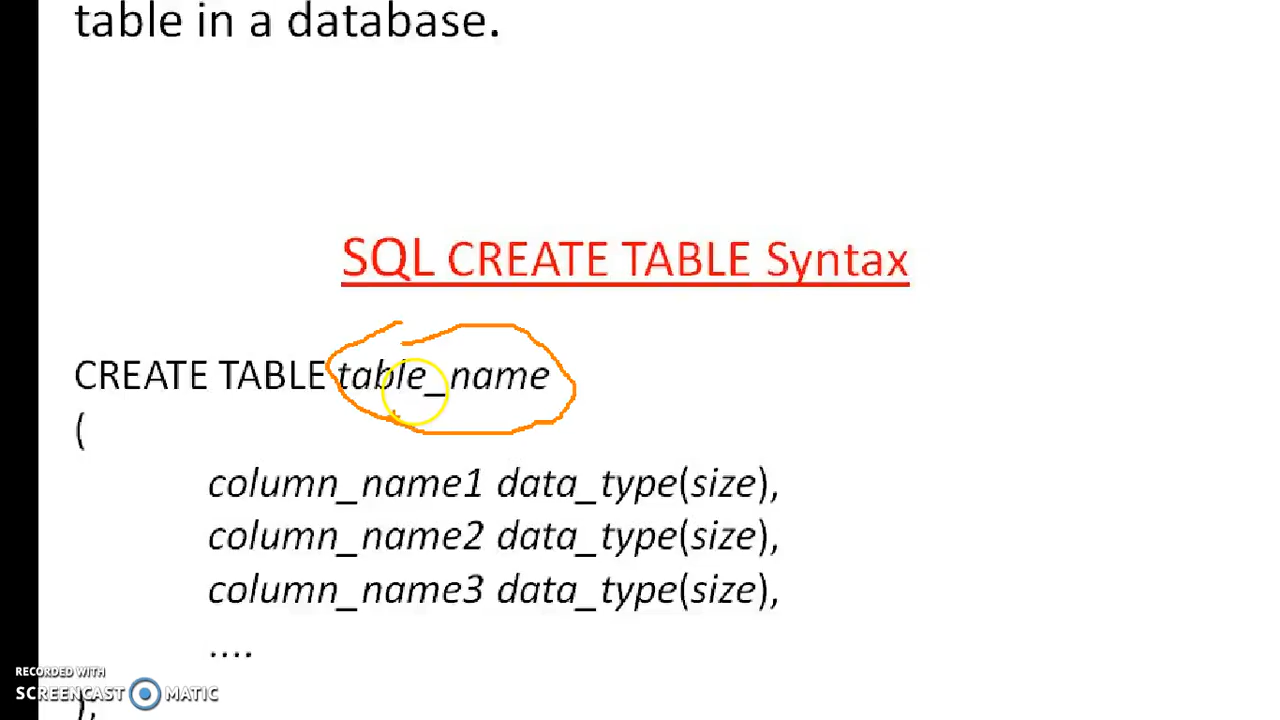 table in a database.
SQL CREATE TABLE Syntax
CREATE TABLE table_name
(
column_name1 data_type(size),
column_name2 data_type(size),
column_name3 data_type(size),
....
);
RECORDED WITH
SCREENCAST MATIC